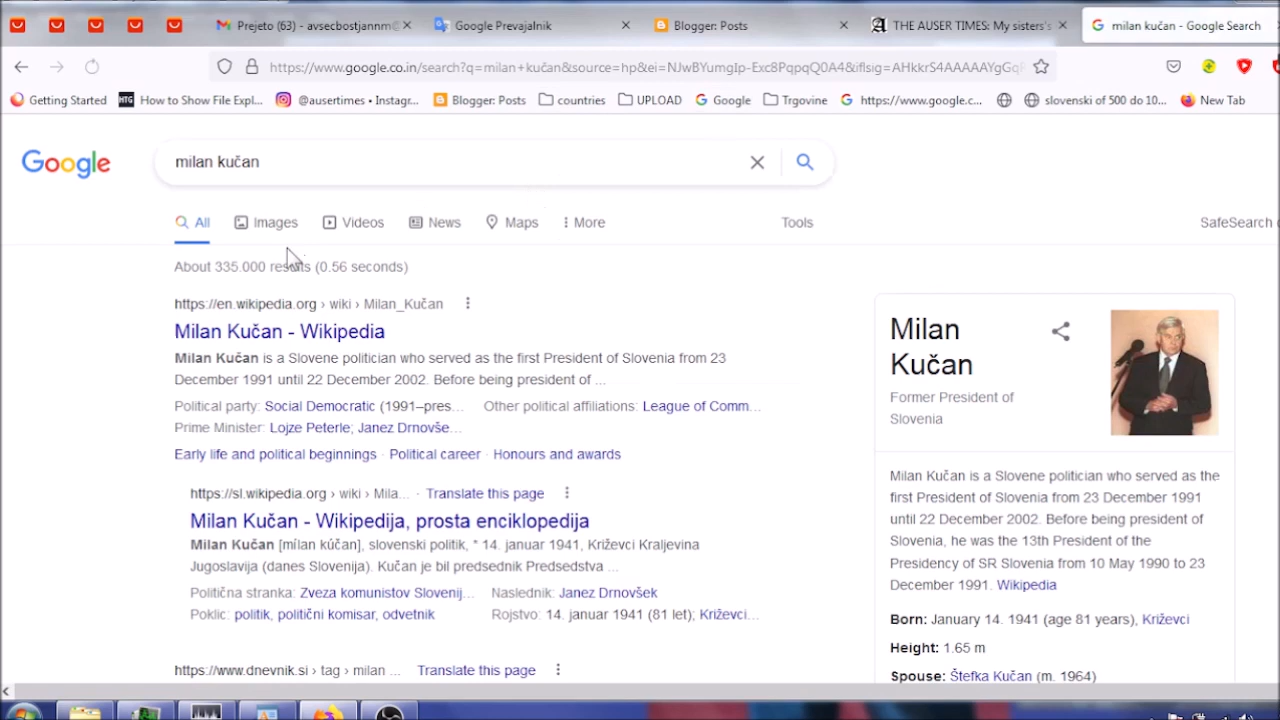 Prejeto (63) - avsecbostjannm@
Google Prevajalnik
Blogger: Posts
THE AUSER TIMES: My sisters's
milan kučan - Google Search
https://www.google.co.in/search?q=milan+kučan&source=hp&ei=
Getting Started
HTG
How to Show File Expl...
@ausertimes • Instagr...
Blogger: Posts
countries
UPLOAD
Google
Trgovine
https://www.google.c...
slovenski of 500 do 10...
New Tab
Google
milan kučan
All
Images
Videos
News
Maps
More
Tools
SafeSearch
About 335.000 results (0.56 seconds)
https://en.wikipedia.org › wiki › Milan_Kučan
Milan Kučan - Wikipedia
Milan Kučan is a Slovene politician who served as the first President of Slovenia from 23
December 1991 until 22 December 2002. Before being president of ...
Political party: Social Democratic (1991–pres... Other political affiliations: League of Comm...
Prime Minister: Lojze Peterle; Janez Drnovše...
Early life and political beginnings · Political career · Honours and awards
https://sl.wikipedia.org › wiki › Mila... · Translate this page
Milan Kučan - Wikipedija, prosta enciklopedija
Milan Kučan [mílan kúčan], slovenski politik, * 14. januar 1941, Križevci Kraljevina
Jugoslavija (danes Slovenija). Kučan je bil predsednik Predsedstva ...
Politična stranka: Zveza komunistov Slovenij... Naslednik: Janez Drnovšek
Poklic: politik, politični komisar, odvetnik Rojstvo: 14. januar 1941 (81 let); Križevci...
https://www.dnevnik.si › tag › milan ... Translate this page
Milan
Kučan
Former President of
Slovenia
Milan Kučan is a Slovene politician who served as the
first President of Slovenia from 23 December 1991
until 22 December 2002. Before being president of
Slovenia, he was the 13th President of the
Presidency of SR Slovenia from 10 May 1990 to 23
December 1991. Wikipedia
Born: January 14. 1941 (age 81 years), Križevci
Height: 1.65 m
Spouse: Štefka Kučan (m. 1964)